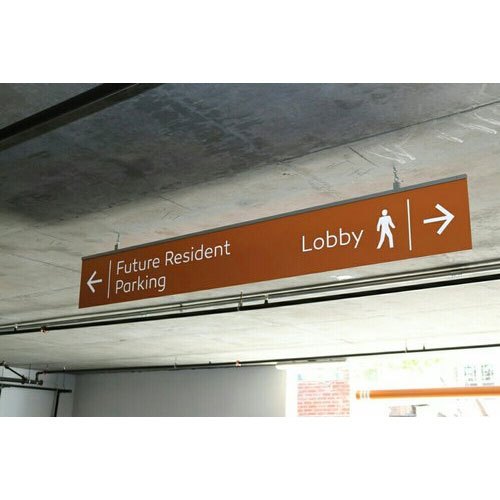 Future Resident
Parking
Lobby